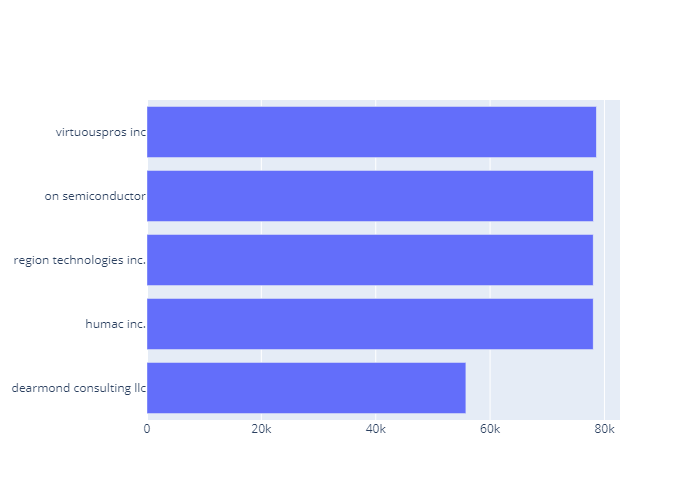 virtuouspros inc
on semiconductor
region technologies inc.
humac inc.
dearmond consulting llc
0 20k 40k 60k 80k